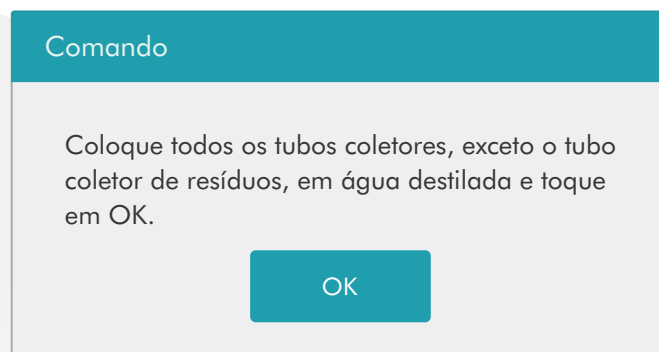 Comando
Coloque todos os tubos coletores, exceto o tubo
coletor de resíduos, em água destilada e toque
em OK.
OK